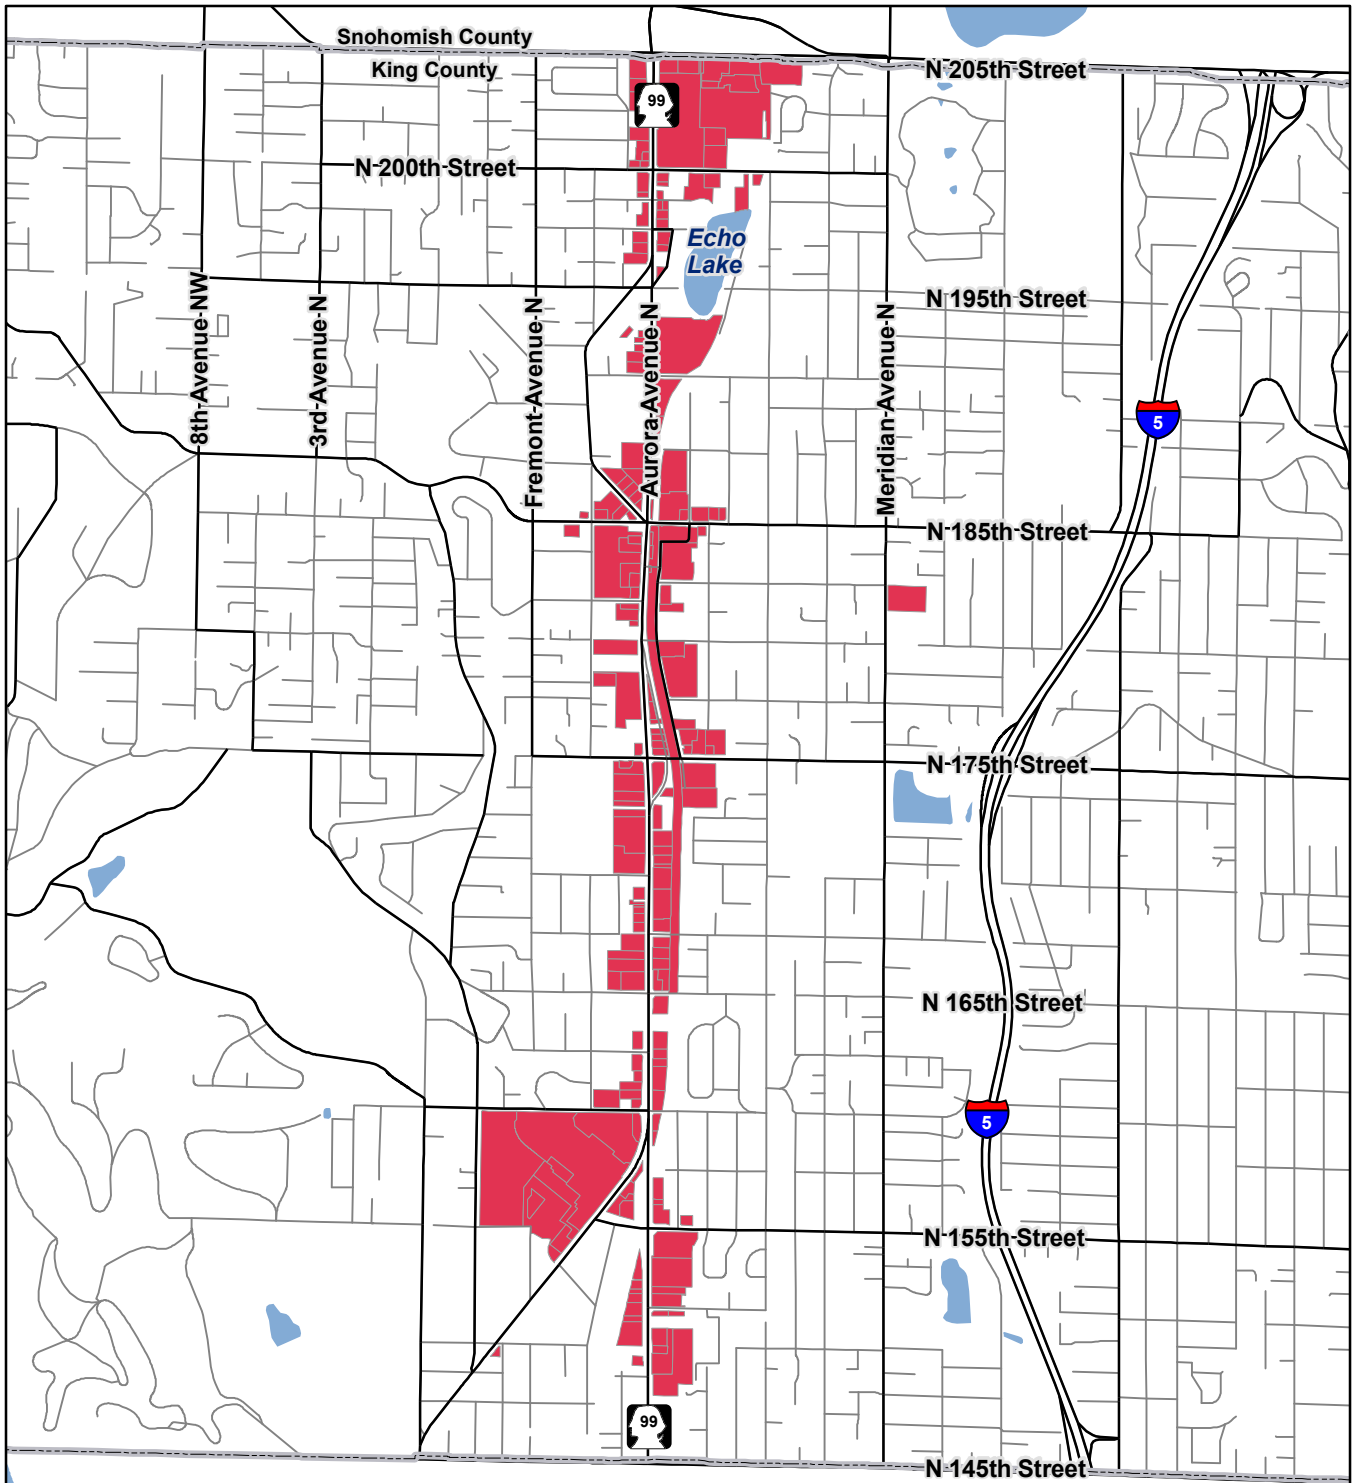 Snohomish County
King County
N 205th Street
99
N 200th Street
Echo
Lake
N 195th Street
8th Avenue NW
3rd Avenue N
Fremont Avenue N
Aurora Avenue N
Meridian Avenue N
5
N 185th Street
N 175th Street
N 165th Street
5
N 155th Street
99
N 145th Street